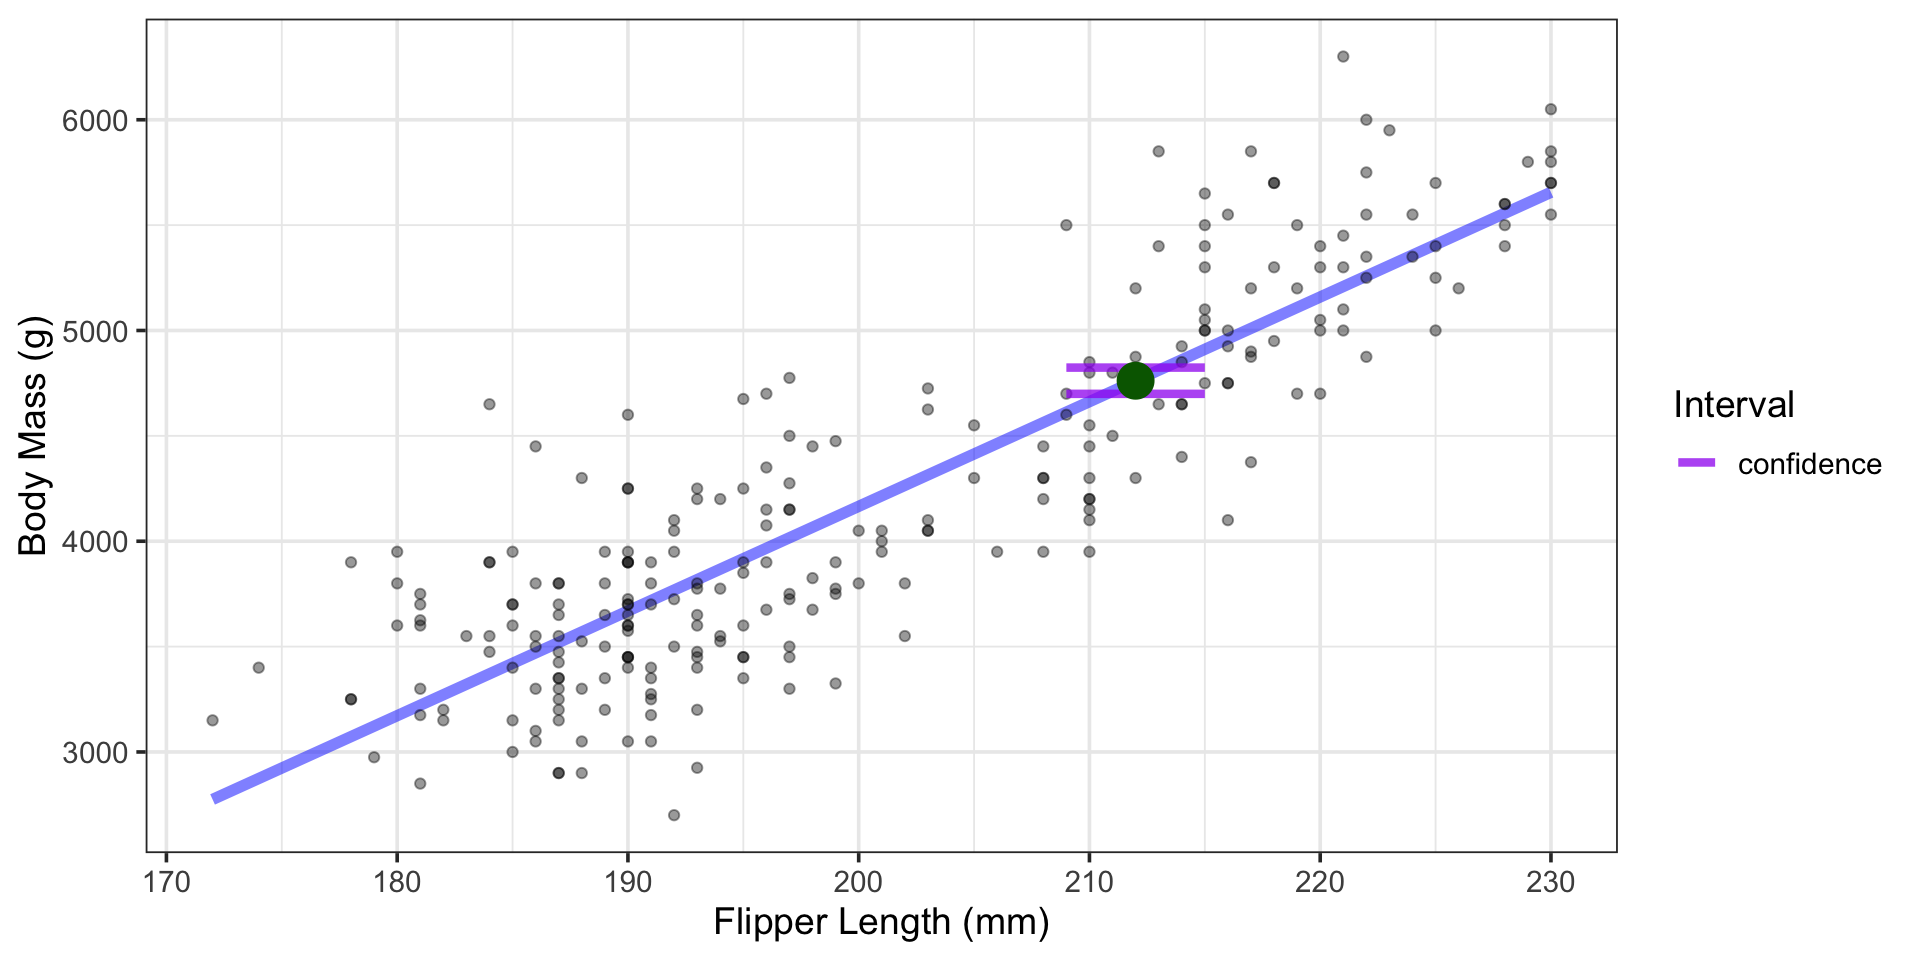 6000
5000
4000
3000
Body Mass (g)
170 180 190 200 210 220 230
Flipper Length (mm)
Interval
confidence